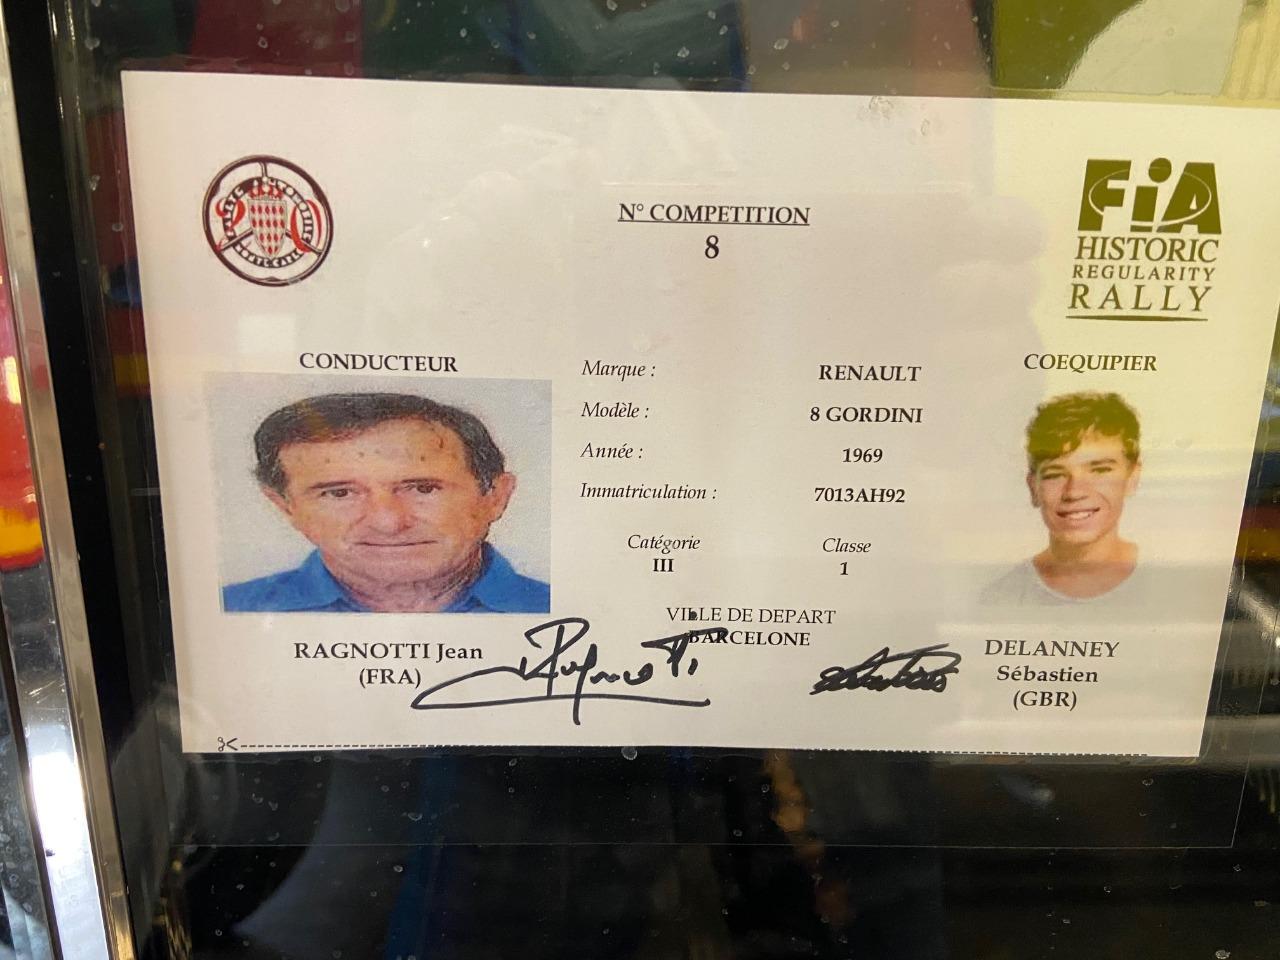 N° COMPETITION
8
FiA
HISTORIC
REGULARITY
RALLY
CONDUCTEUR
Marque : RENAULT
Modèle : 8 GORDINI
Année : 1969
Immatriculation : 7013AH92
Catégorie Classe
III 1
VILLE DE DEPART
BARCELONE
COEQUIPIER
RAGNOTTI Jean
(FRA)
Ragnotti
DELANNEY
Sébastien
(GBR)